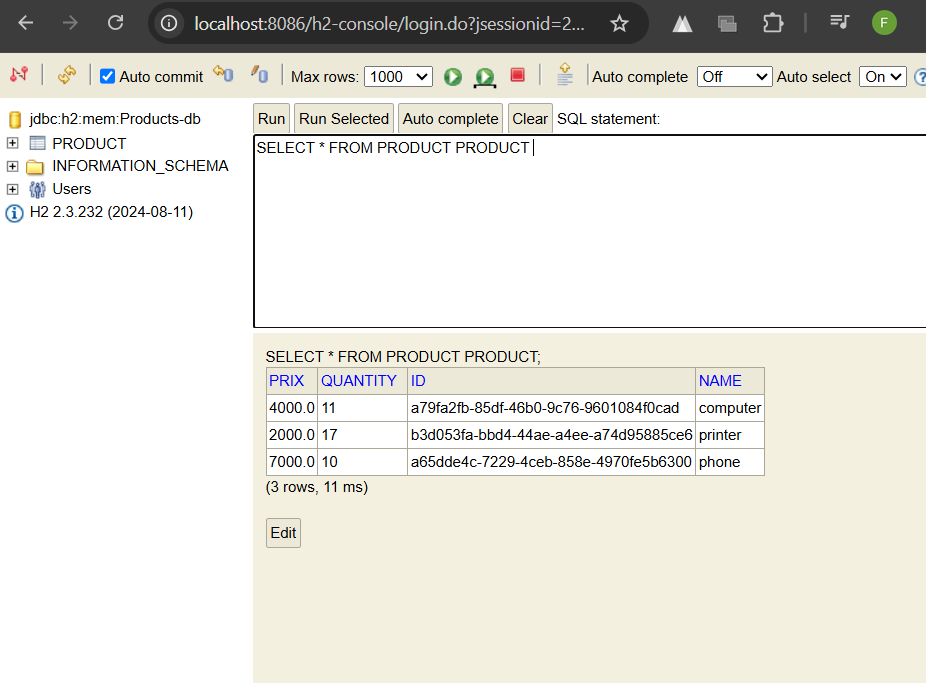 localhost:8086/h2-console/login.do?jsessionid=2...
F
Auto commit Max rows: 1000 Auto complete Off Auto select On ?
jdbc:h2:mem:Products-db
PRODUCT
INFORMATION_SCHEMA
Users
H2 2.3.232 (2024-08-11)
Run Run Selected Auto complete Clear SQL statement:
SELECT * FROM PRODUCT PRODUCT
SELECT * FROM PRODUCT PRODUCT;
PRIX QUANTITY ID NAME
4000.0 11 a79fa2fb-85df-46b0-9c76-9601084f0cad computer
2000.0 17 b3d053fa-bbd4-44ae-a4ee-a74d95885ce6 printer
7000.0 10 a65dde4c-7229-4ceb-858e-4970fe5b6300 phone
(3 rows, 11 ms)
Edit